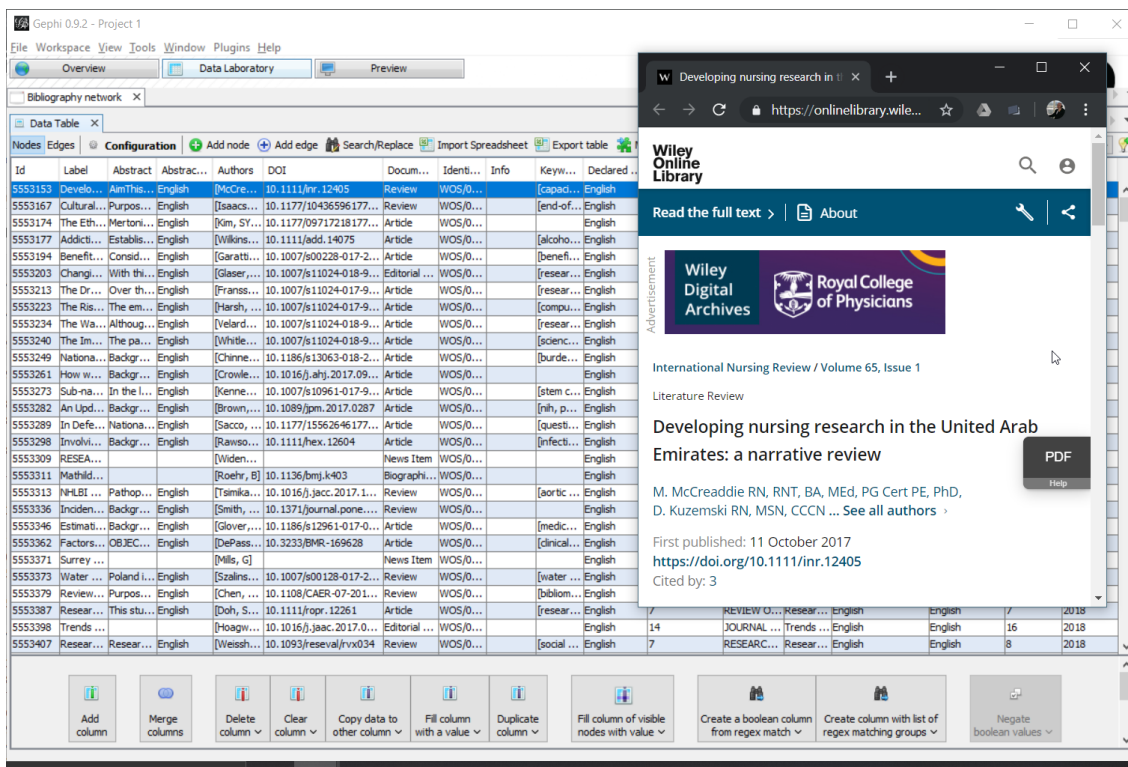 Gephi 0.9.2 - Project 1
File Workspace View Tools Window Plugins Help
Overview Data Laboratory Preview
Bibliography network X
Data Table X
Nodes Edges Configuration Add node Add edge Search/Replace Import Spreadsheet Export table
Id Label Abstract Abstrac... Authors DOI Docum... Identi... Info Keyw... Declared ...
5553153 Develo... AimThis... English [McCre... 10.1111/inr.12405 Review WOS/0... [capaci... English
5553167 Cultural... Purpos... English [Isaacs... 10.1177/10436596177... Review WOS/0... [end-of... English
5553174 The Eth... Mertoni... English [Kim, SY... 10.1177/09717218177... Article WOS/0... English
5553177 Addicti... Establis... English [Wilkins... 10.1111/add.14075 Article WOS/0... [alcoho... English
5553194 Benefit... Consid... English [Garatti... 10.1007/s00228-017-2... Article WOS/0... [benefi... English
5553203 Changi... With thi... English [Glaser,... 10.1007/s11024-018-9... Editorial ... WOS/0... [resear... English
5553213 The Dr... Over th... English [Franss... 10.1007/s11024-017-9... Article WOS/0... [resear... English
5553223 The Ris... The em... English [Harsh, ... 10.1007/s11024-017-9... Article WOS/0... [compu... English
5553234 The Wa... Althoug... English [Velard... 10.1007/s11024-018-9... Article WOS/0... [resear... English
5553240 The Im... The pa... English [Whitle... 10.1007/s11024-018-9... Article WOS/0... [scienc... English
5553249 Nationa... Backgr... English [Chinne... 10.1186/s13063-018-2... Article WOS/0... [burde... English
5553261 How w... Backgr... English [Crowle... 10.1016/j.ahj.2017.09... Article WOS/0... English
5553273 Sub-na... In the l... English [Kenne... 10.1007/s10961-017-9... Article WOS/0... [stem c... English
5553282 An Upd... Backgr... English [Brown,... 10.1089/jpm.2017.0287 Article WOS/0... [nih, p... English
5553289 In Defe... Nationa... English [Sacco, ... 10.1177/15562646177... Article WOS/0... [questi... English
5553298 Involvi... Backgr... English [Rawso... 10.1111/hex.12604 Article WOS/0... [infecti... English
5553309 RESEA... [Widen... News Item WOS/0... English
5553311 Mathild... [Roehr, B] 10.1136/bmj.k403 Biographi... WOS/0... English
5553313 NHLBI ... Pathop... English [Tsimika... 10.1016/j.jacc.2017.1... Review WOS/0... [aortic ... English
5553336 Inciden... Backgr... English [Smith, ... 10.1371/journal.pone.... Review WOS/0... English
5553346 Estimati... Backgr... English [Glover,... 10.1186/s12961-017-0... Article WOS/0... [medic... English
5553362 Factors... OBJEC... English [DePass... 10.3233/BMR-169628 Article WOS/0... [clinical... English
5553371 Surrey ... [Mills, G] News Item WOS/0... English
5553373 Water ... Poland i... English [Szalins... 10.1007/s00128-017-2... Review WOS/0... [water ... English
5553379 Review... Purpos... English [Chen, ... 10.1108/CAER-07-201... Review WOS/0... [bibliom... English
5553387 Resear... This stu... English [Doh, S... 10.1111/ropr.12261 Article WOS/0... [resear... English 7 REVIEW O... Resear... English English 7 2018
5553398 Trends ... [Hoagw... 10.1016/j.jaac.2017.0... Editorial ... WOS/0... English 14 JOURNAL ... Trends ... English English 16 2018
5553407 Resear... Resear... English [Weissh... 10.1093/reseval/rvx034 Review WOS/0... [social ... English 7 RESEARC... Resear... English English 8 2018
Add column
Merge columns
Delete column
Clear column
Copy data to other column
Fill column with a value
Duplicate column
Fill column of visible nodes with value
Create a boolean column from regex match
Create column with list of regex matching groups
Negate boolean values
W Developing nursing research in t
https://onlinelibrary.wile...
Wiley
Online
Library
Read the full text > About
Advertisement
Wiley
Digital
Archives
Royal College
of Physicians
International Nursing Review / Volume 65, Issue 1
Literature Review
Developing nursing research in the United Arab
Emirates: a narrative review
PDF
Help
M. McCreaddie RN, RNT, BA, MEd, PG Cert PE, PhD,
D. Kuzemski RN, MSN, CCCN ... See all authors
First published: 11 October 2017
https://doi.org/10.1111/inr.12405
Cited by: 3